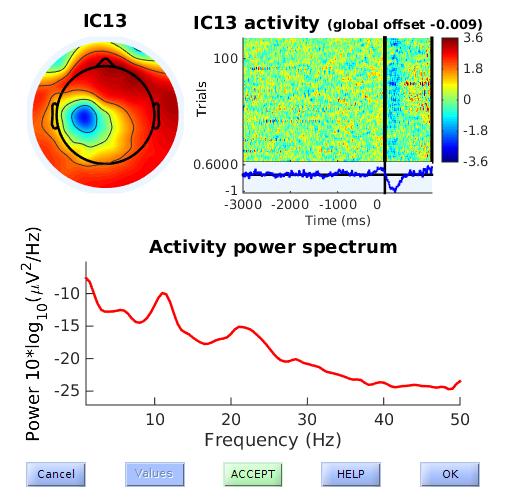 IC13
IC13 activity (global offset -0.009)
Trials
100
3.6
1.8
0
-1.8
-3.6
0.6000
-1
-3000 -2000 -1000 0
Time (ms)
Activity power spectrum
Power 10*log10(μV2/Hz)
-10
-15
-20
-25
10 20 30 40 50
Frequency (Hz)
Cancel Values ACCEPT HELP OK